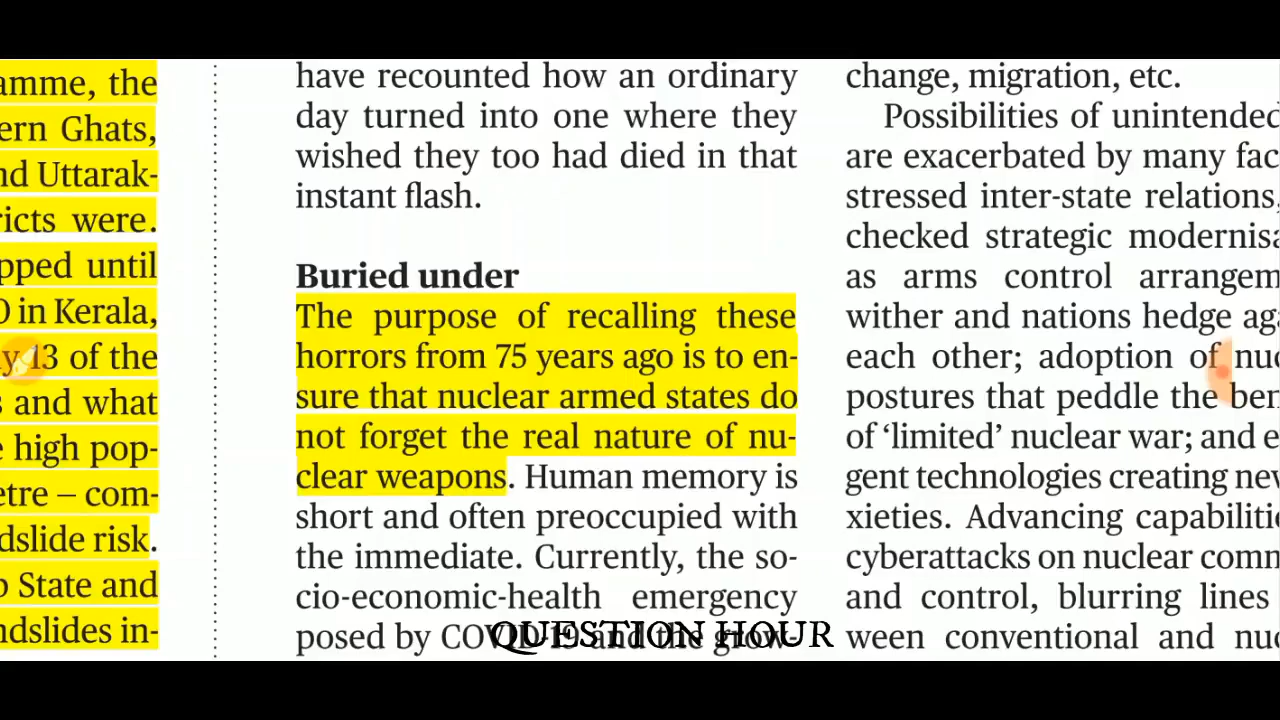 amme, the
ern Ghats,
nd Uttarak-
ricts were.
pped until
0 in Kerala,
y 13 of the
s and what
e high pop-
etre – com-
dslide risk.
State and
ndslides in-
have recounted how an ordinary
day turned into one where they
wished they too had died in that
instant flash.
Buried under
The purpose of recalling these
horrors from 75 years ago is to en-
sure that nuclear armed states do
not forget the real nature of nu-
clear weapons. Human memory is
short and often preoccupied with
the immediate. Currently, the so-
cio-economic-health emergency
posed by COVID-19 and the grow-
change, migration, etc.
Possibilities of unintended
are exacerbated by many fac
stressed inter-state relations,
checked strategic modernisa
as arms control arrangem
wither and nations hedge aga
each other; adoption of nuc
postures that peddle the ben
of ‘limited’ nuclear war; and e
gent technologies creating new
xieties. Advancing capabilitie
cyberattacks on nuclear comm
and control, blurring lines
ween conventional and nuc
QUESTION HOUR